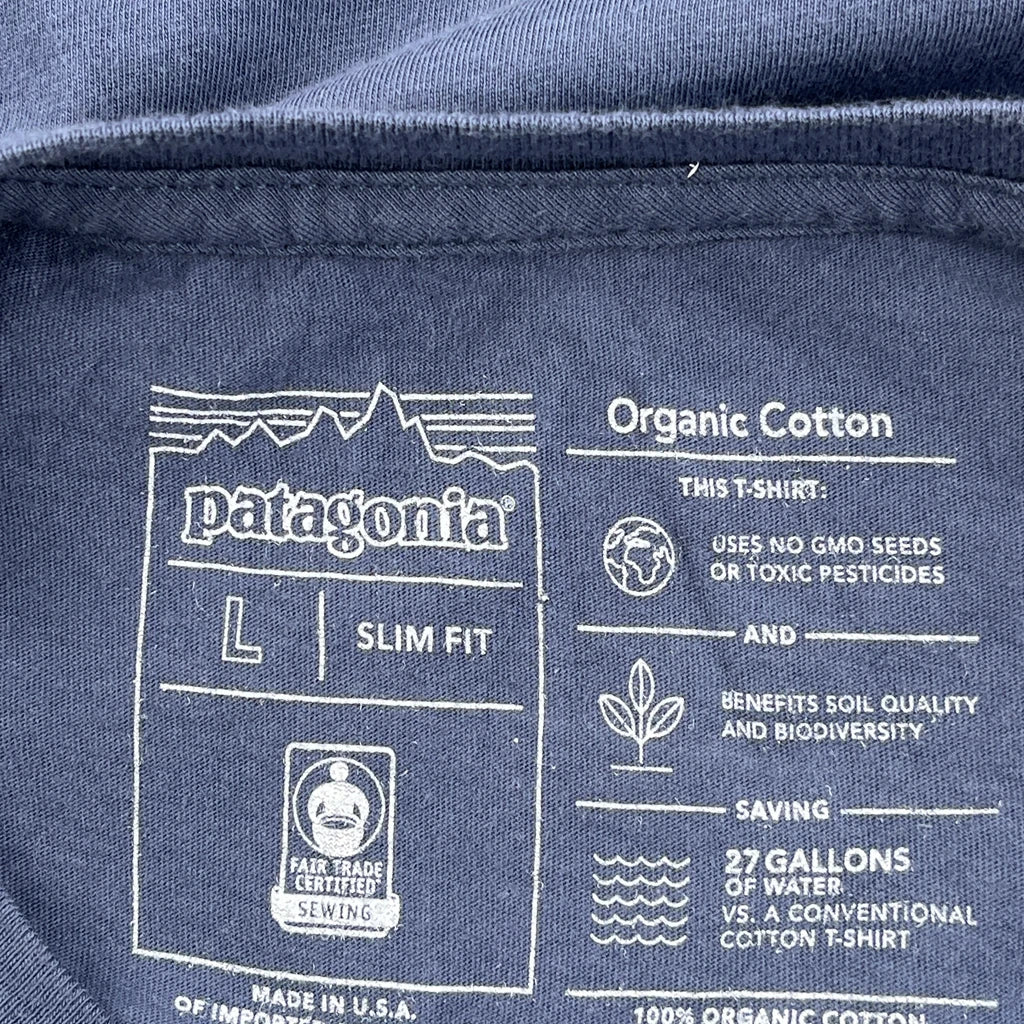 patagonia®
L SLIM FIT
FAIR TRADE
CERTIFIED
SEWING
MADE IN U.S.A.
OF IMPORTED
Organic Cotton
THIS T-SHIRT:
USES NO GMO SEEDS
OR TOXIC PESTICIDES
AND
BENEFITS SOIL QUALITY
AND BIODIVERSITY
SAVING
27 GALLONS
OF WATER
VS. A CONVENTIONAL
COTTON T-SHIRT
100% ORGANIC COTTON